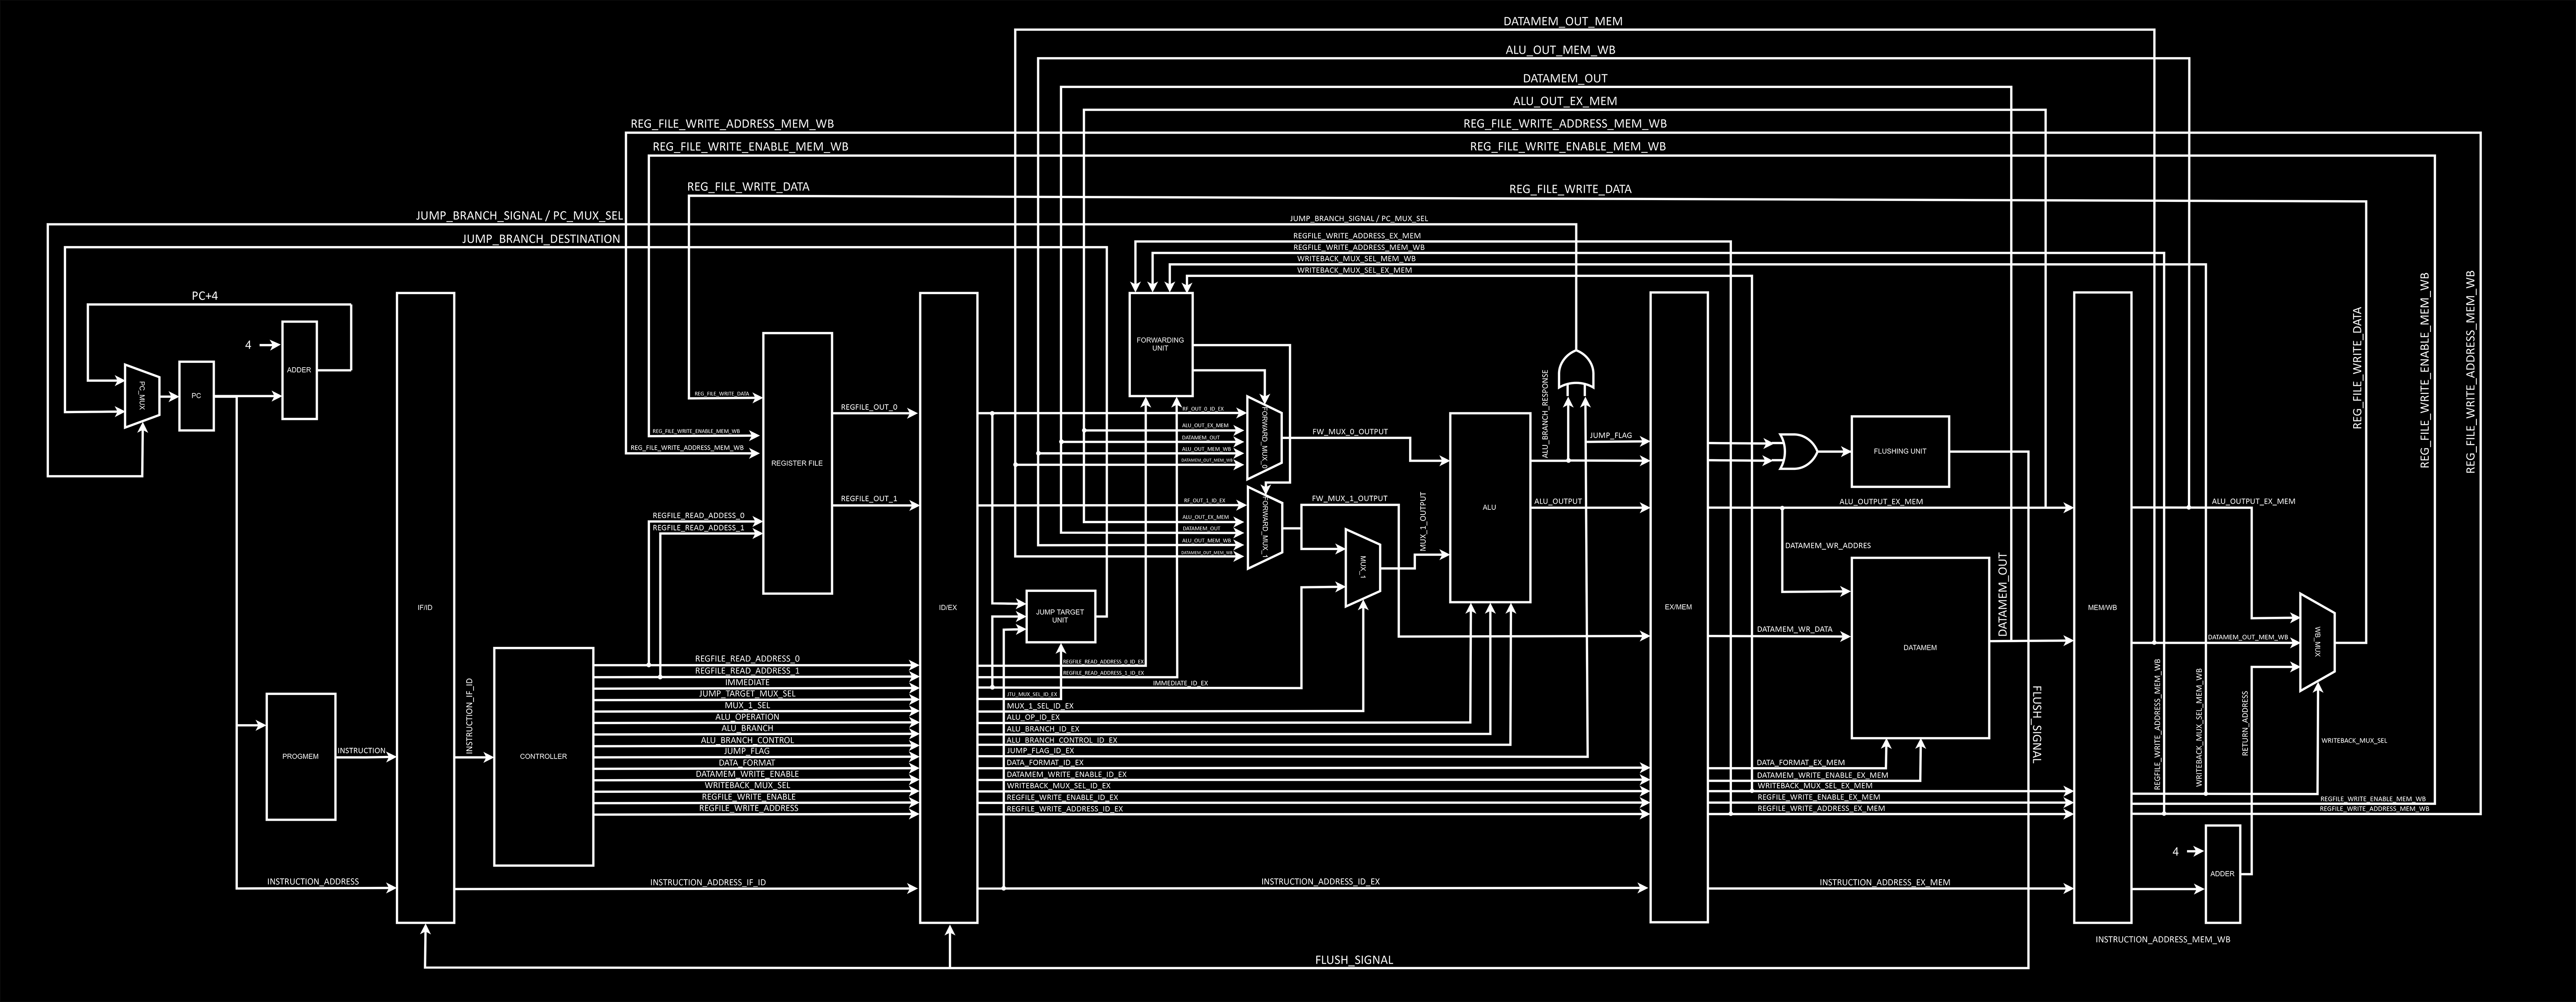 DATAMEM_OUT_MEM
ALU_OUT_MEM_WB
DATAMEM_OUT
ALU_OUT_EX_MEM
REG_FILE_WRITE_ADDRESS_MEM_WB
REG_FILE_WRITE_ADDRESS_MEM_WB
REG_FILE_WRITE_ENABLE_MEM_WB
REG_FILE_WRITE_ENABLE_MEM_WB
REG_FILE_WRITE_DATA
REG_FILE_WRITE_DATA
JUMP_BRANCH_SIGNAL / PC_MUX_SEL
JUMP_BRANCH_SIGNAL / PC_MUX_SEL
JUMP_BRANCH_DESTINATION
REGFILE_WRITE_ADDRESS_EX_MEM
REGFILE_WRITE_ADDRESS_MEM_WB
WRITEBACK_MUX_SEL_MEM_WB
WRITEBACK_MUX_SEL_EX_MEM
PC+4
4
ADDER
PC_MUX
PC
PROGMEM
INSTRUCTION
INSTRUCTION_ADDRESS
IF/ID
INSTRUCTION_IF_ID
CONTROLLER
REG_FILE_WRITE_DATA
REG_FILE_WRITE_ENABLE_MEM_WB
REG_FILE_WRITE_ADDRESS_MEM_WB
REGISTER FILE
REGFILE_READ_ADDESS_0
REGFILE_READ_ADDESS_1
REGFILE_OUT_0
REGFILE_OUT_1
REGFILE_READ_ADDRESS_0
REGFILE_READ_ADDRESS_1
IMMEDIATE
JUMP_TARGET_MUX_SEL
MUX_1_SEL
ALU_OPERATION
ALU_BRANCH
ALU_BRANCH_CONTROL
JUMP_FLAG
DATA_FORMAT
DATAMEM_WRITE_ENABLE
WRITEBACK_MUX_SEL
REGFILE_WRITE_ENABLE
REGFILE_WRITE_ADDRESS
INSTRUCTION_ADDRESS_IF_ID
ID/EX
FORWARDING
UNIT
RF_OUT_0_ID_EX
ALU_OUT_EX_MEM
DATAMEM_OUT
ALU_OUT_MEM_WB
DATAMEM_OUT_MEM_WB
FORWARD_MUX_0
FW_MUX_0_OUTPUT
RF_OUT_1_ID_EX
ALU_OUT_EX_MEM
DATAMEM_OUT
ALU_OUT_MEM_WB
DATAMEM_OUT_MEM_WB
FORWARD_MUX_1
FW_MUX_1_OUTPUT
MUX_1
MUX_1_OUTPUT
JUMP TARGET
UNIT
REGFILE_READ_ADDRESS_0_ID_EX
REGFILE_READ_ADDRESS_1_ID_EX
IMMEDIATE_ID_EX
JTU_MUX_SEL_ID_EX
MUX_1_SEL_ID_EX
ALU_OP_ID_EX
ALU_BRANCH_ID_EX
ALU_BRANCH_CONTROL_ID_EX
JUMP_FLAG_ID_EX
DATA_FORMAT_ID_EX
DATAMEM_WRITE_ENABLE_ID_EX
WRITEBACK_MUX_SEL_ID_EX
REGFILE_WRITE_ENABLE_ID_EX
REGFILE_WRITE_ADDRESS_ID_EX
INSTRUCTION_ADDRESS_ID_EX
ALU
ALU_BRANCH_RESPONSE
JUMP_FLAG
ALU_OUTPUT
EX/MEM
FLUSHING UNIT
ALU_OUTPUT_EX_MEM
DATAMEM_WR_ADDRES
DATAMEM_WR_DATA
DATAMEM
DATAMEM_OUT
FLUSH_SIGNAL
DATA_FORMAT_EX_MEM
DATAMEM_WRITE_ENABLE_EX_MEM
WRITEBACK_MUX_SEL_EX_MEM
REGFILE_WRITE_ENABLE_EX_MEM
REGFILE_WRITE_ADDRESS_EX_MEM
INSTRUCTION_ADDRESS_EX_MEM
MEM/WB
ALU_OUTPUT_EX_MEM
DATAMEM_OUT_MEM_WB
REGFILE_WRITE_ADDRESS_MEM_WB
WRITEBACK_MUX_SEL_MEM_WB
RETURN_ADDRESS
WB_MUX
WRITEBACK_MUX_SEL
REG_FILE_WRITE_DATA
REG_FILE_WRITE_ENABLE_MEM_WB
REG_FILE_WRITE_ADDRESS_MEM_WB
REGFILE_WRITE_ENABLE_MEM_WB
REGFILE_WRITE_ADDRESS_MEM_WB
4
ADDER
INSTRUCTION_ADDRESS_MEM_WB
FLUSH_SIGNAL